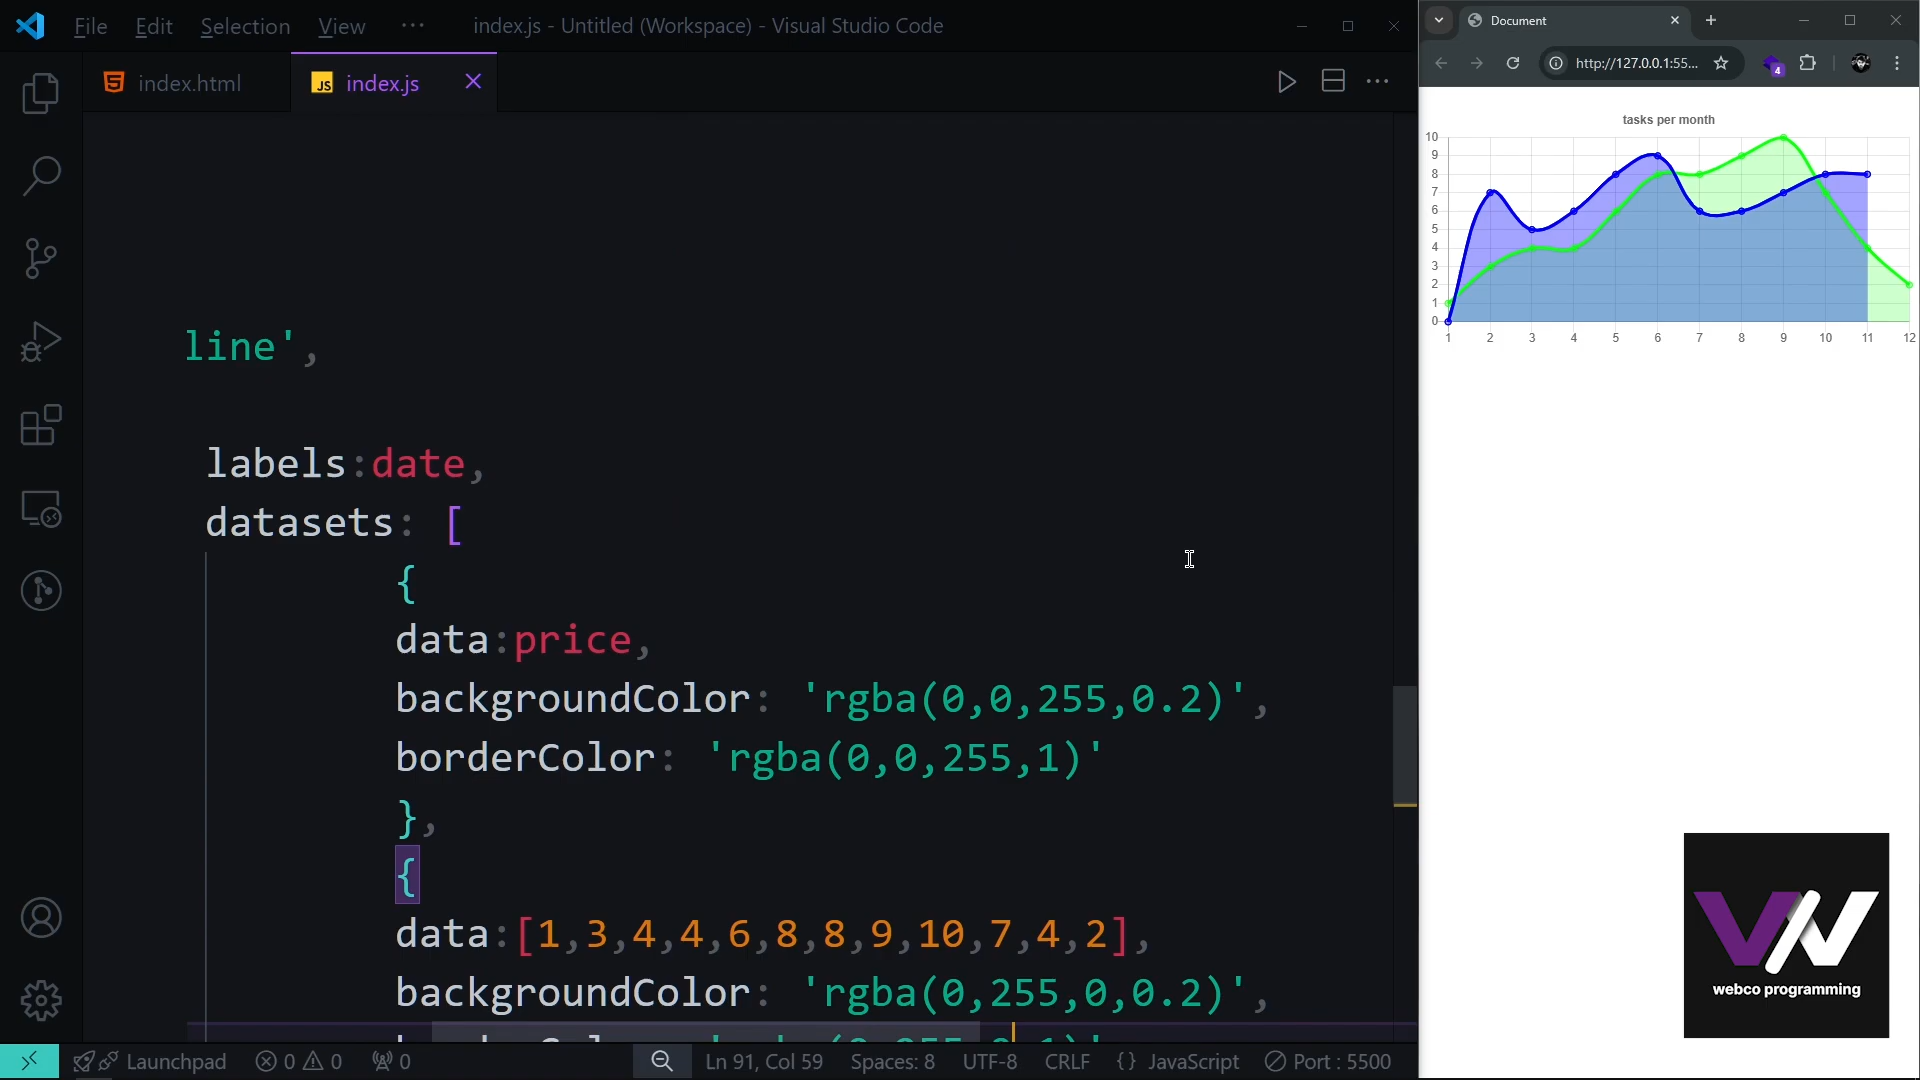 File Edit Selection View ··· index.js - Untitled (Workspace) - Visual Studio Code
index.html
index.js
line',
labels:date,
datasets: [
{
data:price,
backgroundColor: 'rgba(0,0,255,0.2)',
borderColor: 'rgba(0,0,255,1)'
},
{
data:[1,3,4,4,6,8,8,9,10,7,4,2],
backgroundColor: 'rgba(0,255,0,0.2)',
Launchpad 0 0 0 Ln 91, Col 59 Spaces: 8 UTF-8 CRLF {} JavaScript Port : 5500
Document
http://127.0.0.1:55...
4
tasks per month
10
9
8
7
6
5
4
3
2
1
0
1 2 3 4 5 6 7 8 9 10 11 12
webco programming